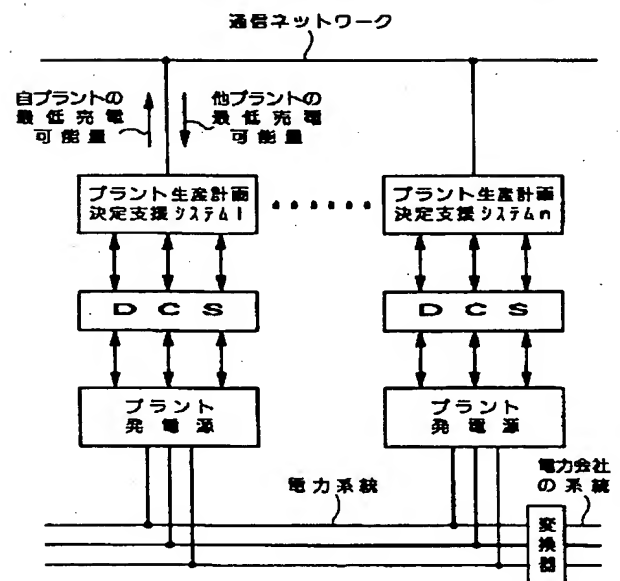 通信ネットワーク
自プラントの
最低充電
可能量
他プラントの
最低充電
可能量
プラント生産計画
決定支援システム1
プラント生産計画
決定支援システムn
DCS
DCS
プラント
発電源
プラント
発電源
電力系統
電力会社
の系統
変換器